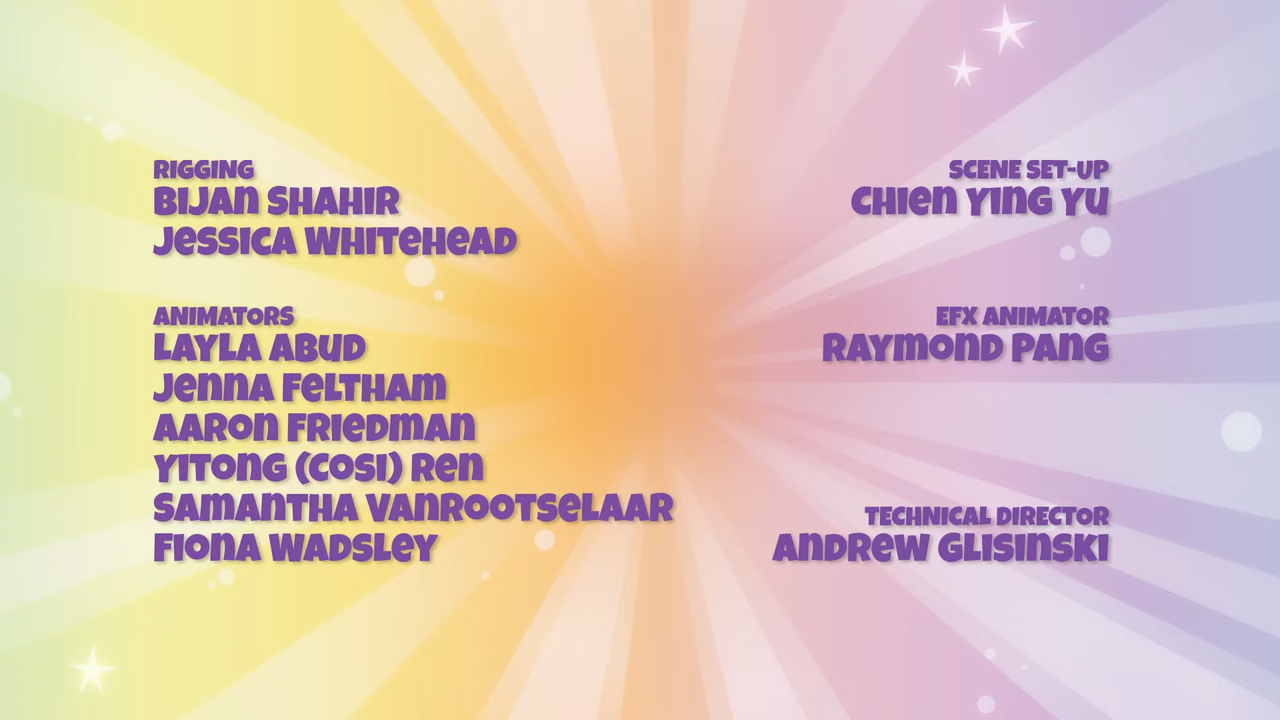 RIGGING
BIJAN SHAHIR
JESSICA WHITEHEAD
ANIMATORS
LAYLA ABUD
JENNA FELTHAM
AARON FRIEDMAN
YITONG (COSI) REN
SAMANTHA VANROOTSELAAR
FIONA WADSLEY
SCENE SET-UP
CHIEN YING YU
EFX ANIMATOR
RAYMOND PANG
TECHNICAL DIRECTOR
ANDREW GLISINSKI